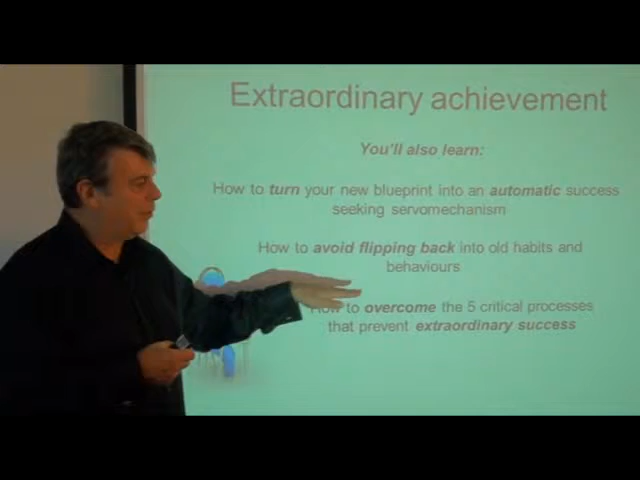 Extraordinary achievement
You'll also learn:
How to turn your new blueprint into an automatic success
seeking servomechanism
How to avoid flipping back into old habits and
behaviours
How to overcome the 5 critical processes
that prevent extraordinary success